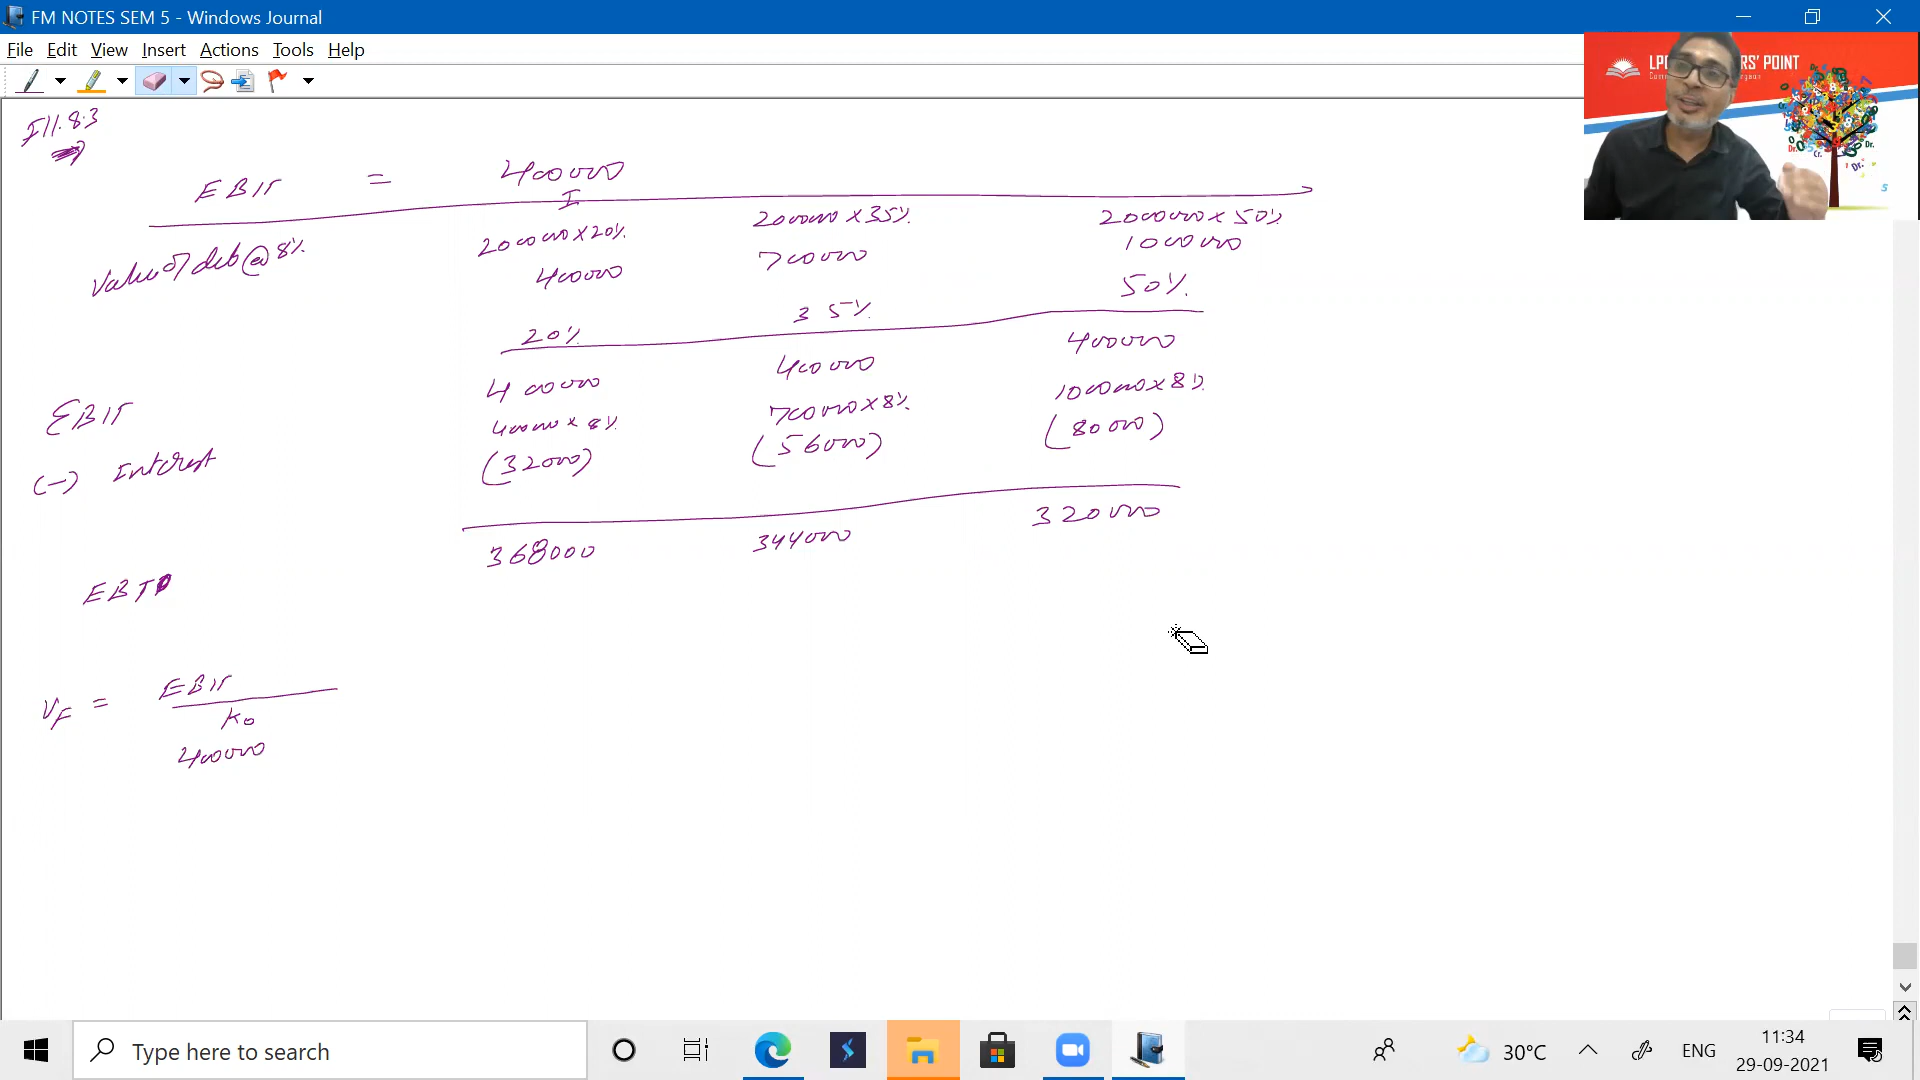 FM NOTES SEM 5 - Windows Journal
File Edit View Insert Actions Tools Help
RS' POINT
Ill.8.3
EBIT = 400000
I
Value of deb@8%
2000000 x 20% 2000000 x 35% 2000000 x 50%
400000 700000 1000000
20% 35% 50%
EBIT 400000 400000 400000
400000 x 8% 700000 x 8% 1000000 x 8%
(-) Interest (32000) (56000) (80000)
EBT 368000 344000 320000
VF = EBIT
Ko
400000
Type here to search
30°C
ENG
11:34
29-09-2021